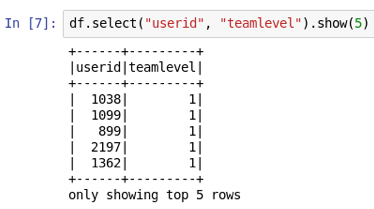 In [7]: df.select("userid", "teamlevel").show(5)
+------+---------+
|userid|teamlevel|
+------+---------+
|  1038|        1|
|  1099|        1|
|   899|        1|
|  2197|        1|
|  1362|        1|
+------+---------+
only showing top 5 rows